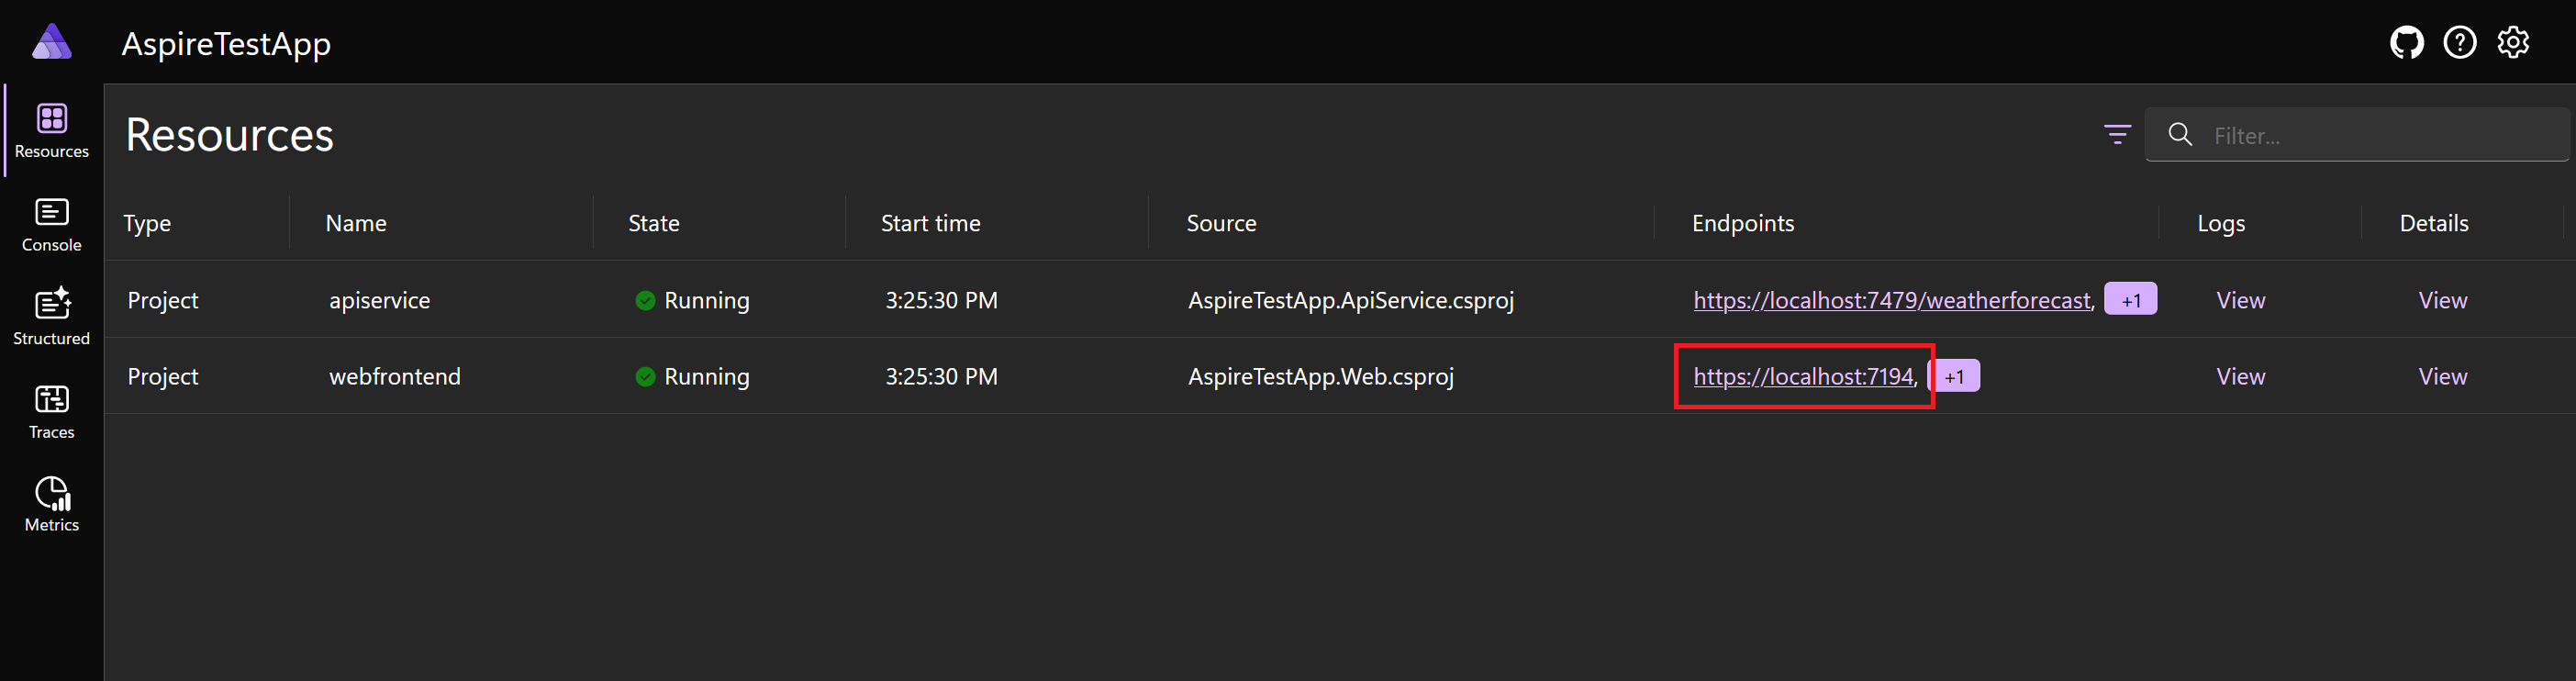 AspireTestApp
Resources
Resources
Filter...
Type Name State Start time Source Endpoints Logs Details
Project apiservice Running 3:25:30 PM AspireTestApp.ApiService.csproj https://localhost:7479/weatherforecast, +1 View View
Project webfrontend Running 3:25:30 PM AspireTestApp.Web.csproj https://localhost:7194, +1 View View
Console
Structured
Traces
Metrics